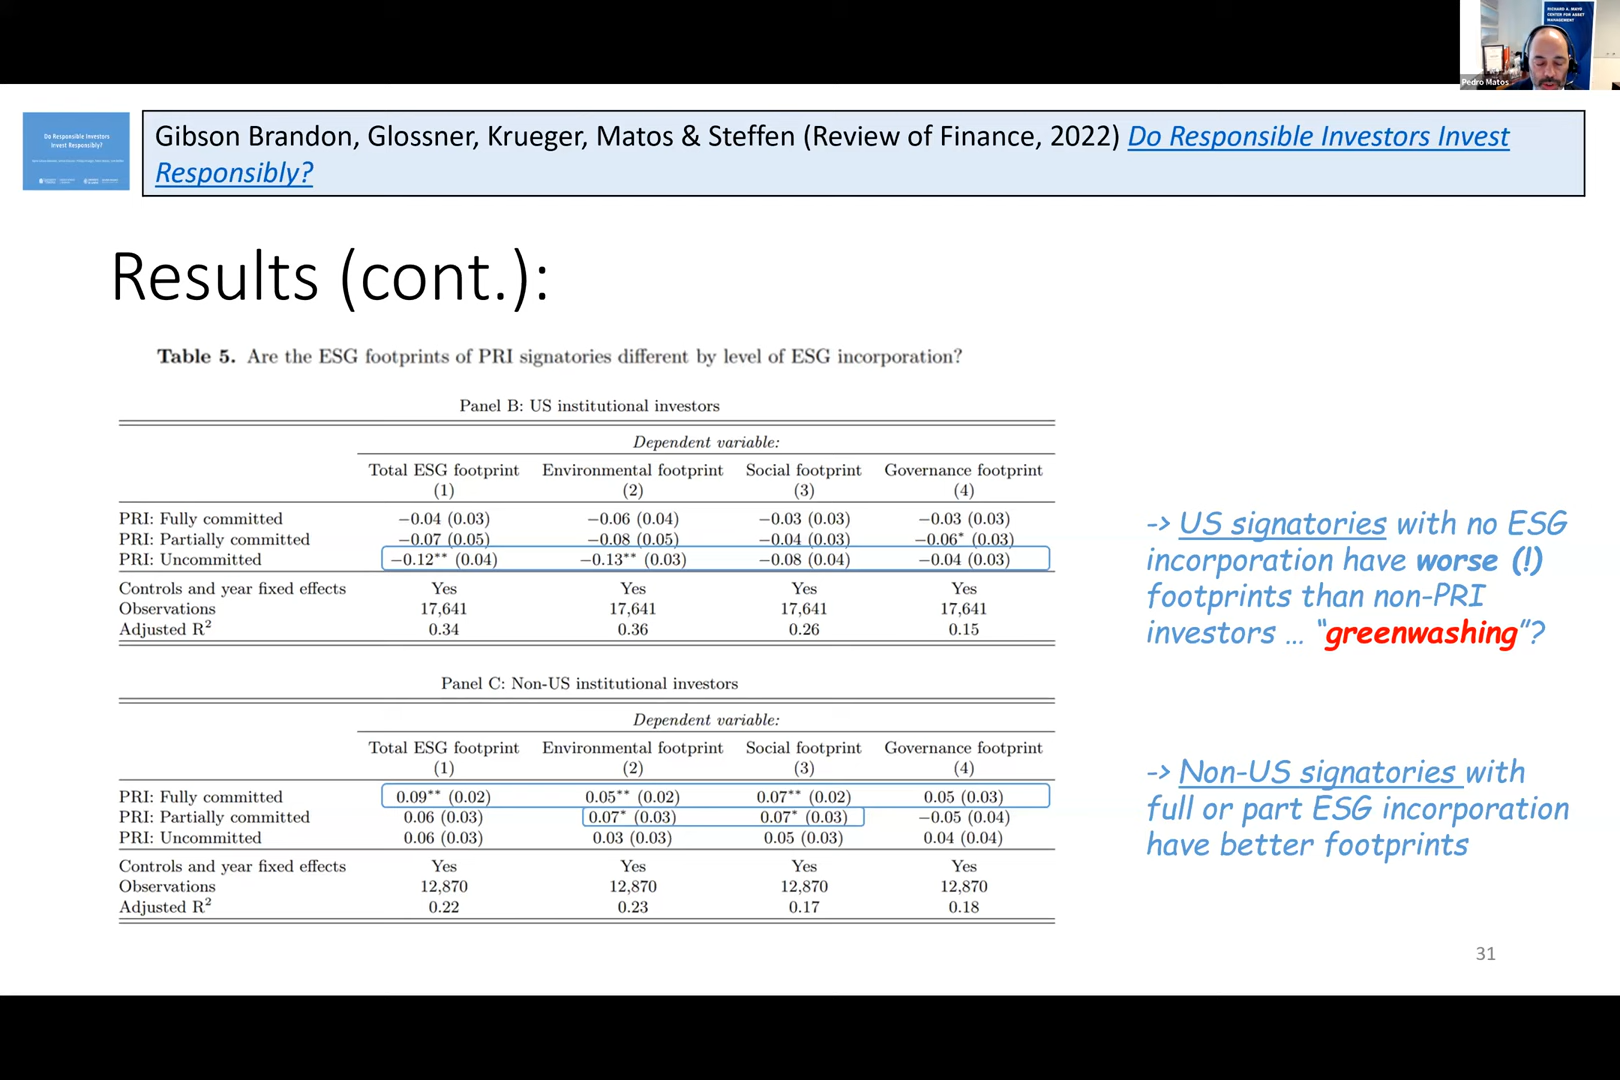 RICHARD A. MAYO
CENTER FOR ASSET
MANAGEMENT
Pedro Matos
Do Responsible Investors
Invest Responsibly?
Gibson Brandon, Glossner, Krueger, Matos & Steffen (Review of Finance, 2022) Do Responsible Investors Invest
Responsibly?
Results (cont.):
Table 5. Are the ESG footprints of PRI signatories different by level of ESG incorporation?
Panel B: US institutional investors
Dependent variable:
Total ESG footprint Environmental footprint Social footprint Governance footprint
(1) (2) (3) (4)
PRI: Fully committed −0.04 (0.03) −0.06 (0.04) −0.03 (0.03) −0.03 (0.03)
PRI: Partially committed −0.07 (0.05) −0.08 (0.05) −0.04 (0.03) −0.06* (0.03)
PRI: Uncommitted −0.12** (0.04) −0.13** (0.03) −0.08 (0.04) −0.04 (0.03)
Controls and year fixed effects Yes Yes Yes Yes
Observations 17,641 17,641 17,641 17,641
Adjusted R² 0.34 0.36 0.26 0.15
-> US signatories with no ESG
incorporation have worse (!)
footprints than non-PRI
investors … “greenwashing”?
Panel C: Non-US institutional investors
Dependent variable:
Total ESG footprint Environmental footprint Social footprint Governance footprint
(1) (2) (3) (4)
PRI: Fully committed 0.09** (0.02) 0.05** (0.02) 0.07** (0.02) 0.05 (0.03)
PRI: Partially committed 0.06 (0.03) 0.07* (0.03) 0.07* (0.03) −0.05 (0.04)
PRI: Uncommitted 0.06 (0.03) 0.03 (0.03) 0.05 (0.03) 0.04 (0.04)
Controls and year fixed effects Yes Yes Yes Yes
Observations 12,870 12,870 12,870 12,870
Adjusted R² 0.22 0.23 0.17 0.18
-> Non-US signatories with
full or part ESG incorporation
have better footprints
31